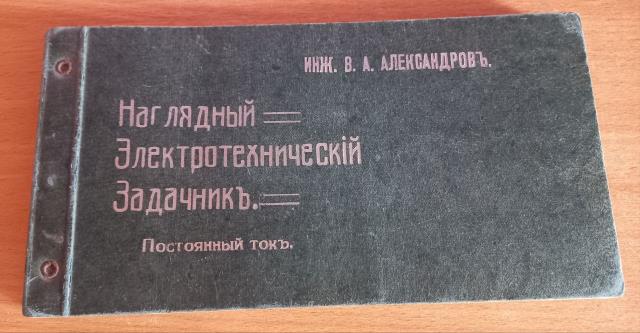 ИНЖ. В. А. АЛЕКСАНДРОВЪ.
Наглядный
Электротехническій
Задачникъ.
Постоянный токъ.